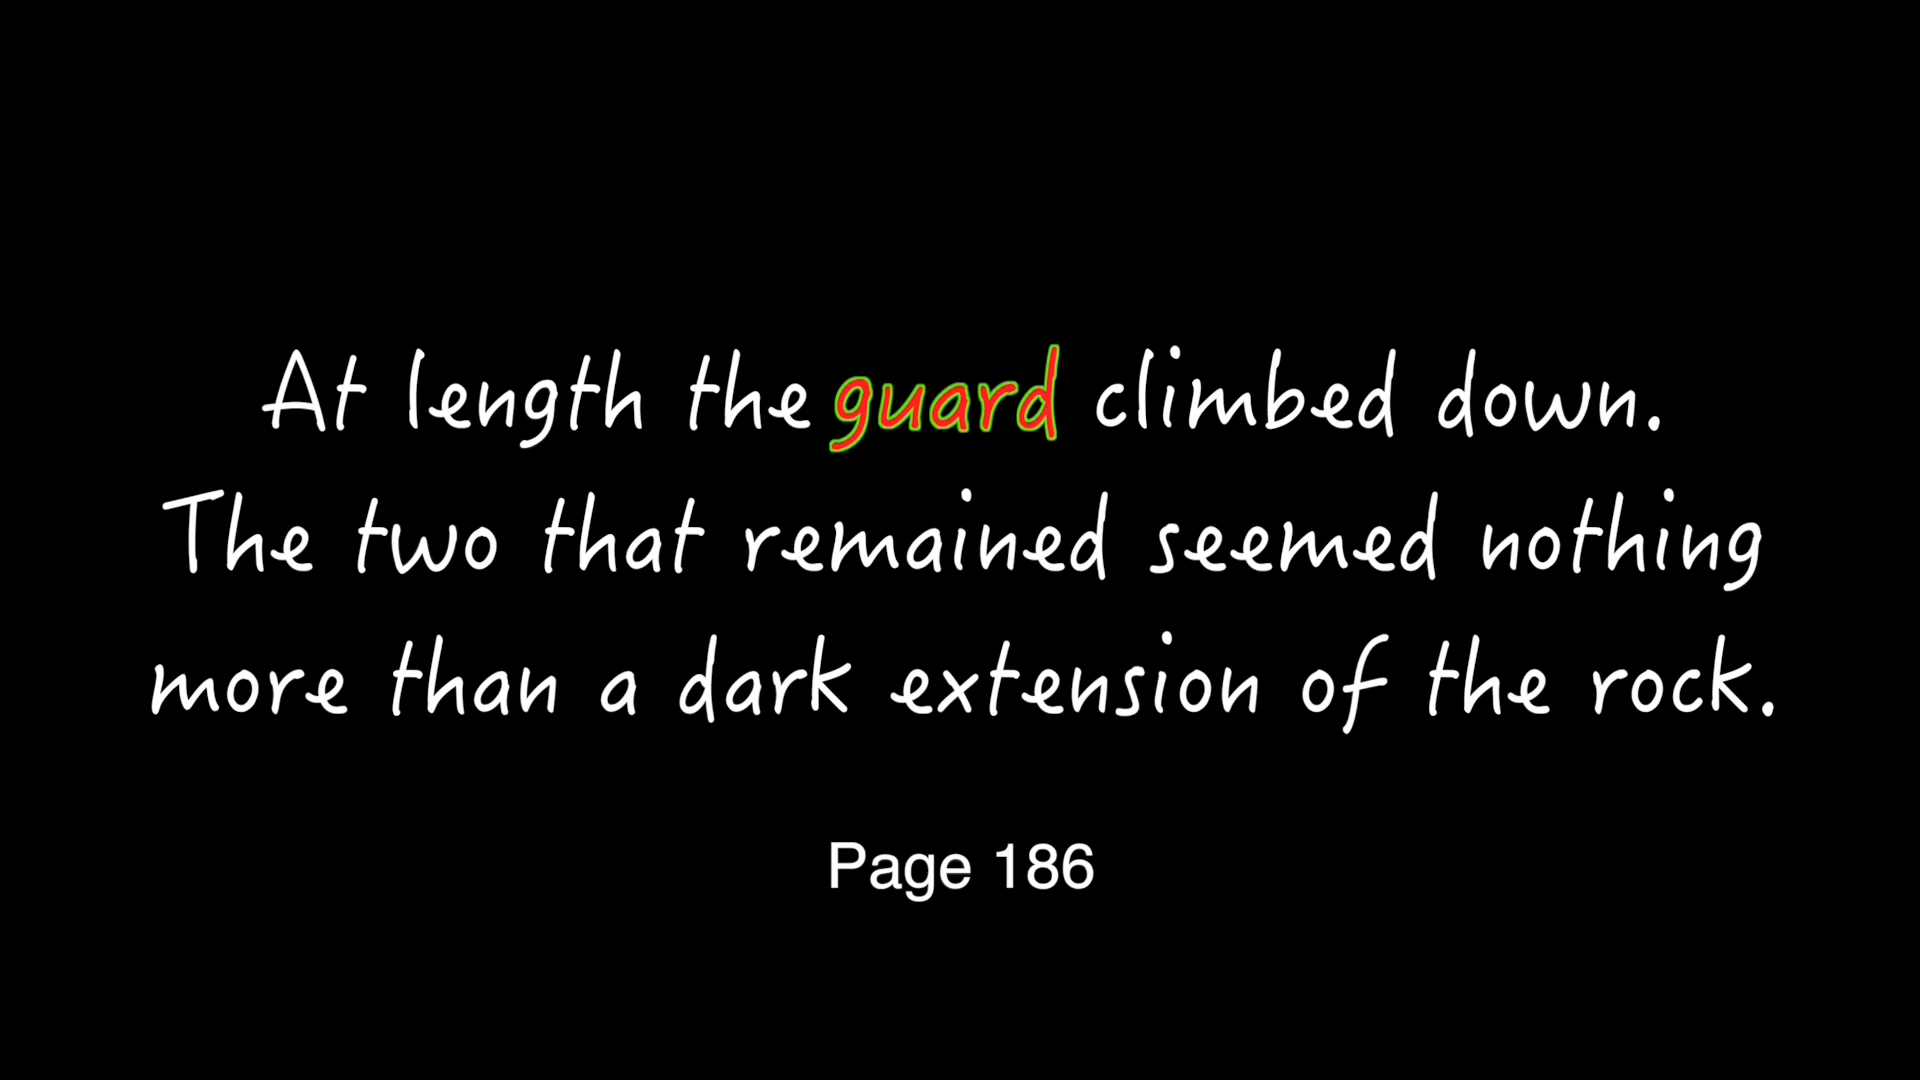 At length the guard climbed down.
The two that remained seemed nothing
more than a dark extension of the rock.
Page 186